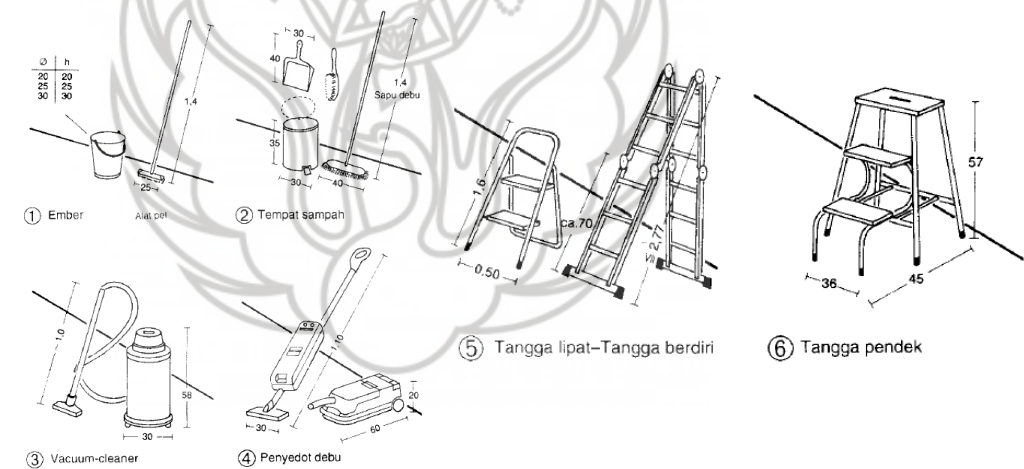 Ø h
20 20
25 25
30 30
1,4
25
① Ember
Alat pel
30
40
1,4
Sapu debu
35
30
40
② Tempat sampah
1,0
58
30
③ Vacuum-cleaner
1,10
20
30
60
④ Penyedot debu
1,6
0.50
ca.70
2,77
⑤ Tangga lipat–Tangga berdiri
57
36
45
⑥ Tangga pendek